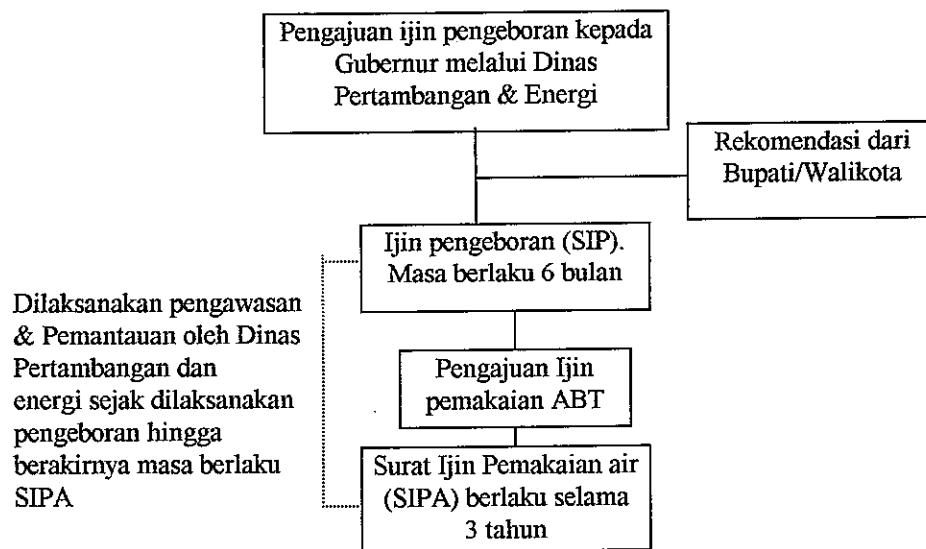 Pengajuan ijin pengeboran kepada
Gubernur melalui Dinas
Pertambangan & Energi
Rekomendasi dari
Bupati/Walikota
Ijin pengeboran (SIP).
Masa berlaku 6 bulan
Dilaksanakan pengawasan
& Pemantauan oleh Dinas
Pertambangan dan
energi sejak dilaksanakan
pengeboran hingga
berakirnya masa berlaku
SIPA
Pengajuan Ijin
pemakaian ABT
Surat Ijin Pemakaian air
(SIPA) berlaku selama
3 tahun